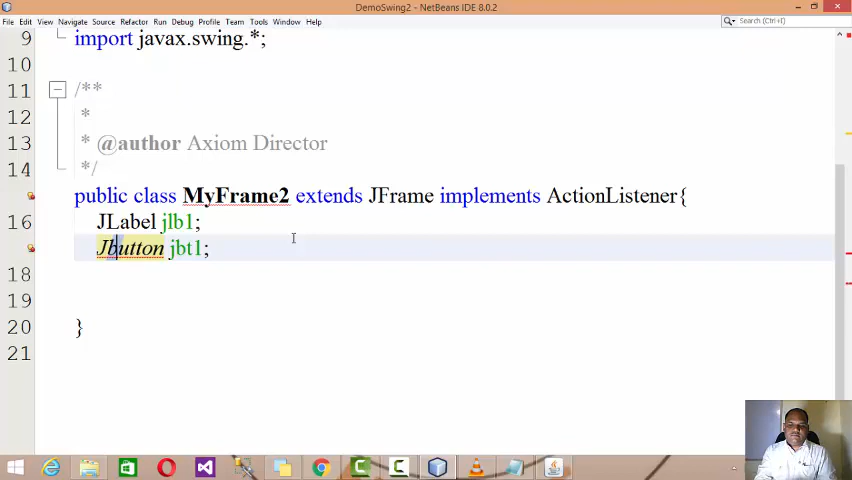 DemoSwing2 - NetBeans IDE 8.0.2
File Edit View Navigate Source Refactor Run Debug Profile Team Tools Window Help
Search (Ctrl+I)
9 import javax.swing.*;
10
11 /**
12 *
13 * @author Axiom Director
14 */
public class MyFrame2 extends JFrame implements ActionListener{
16 JLabel jlb1;
Jbutton jbt1;
18
19
20 }
21